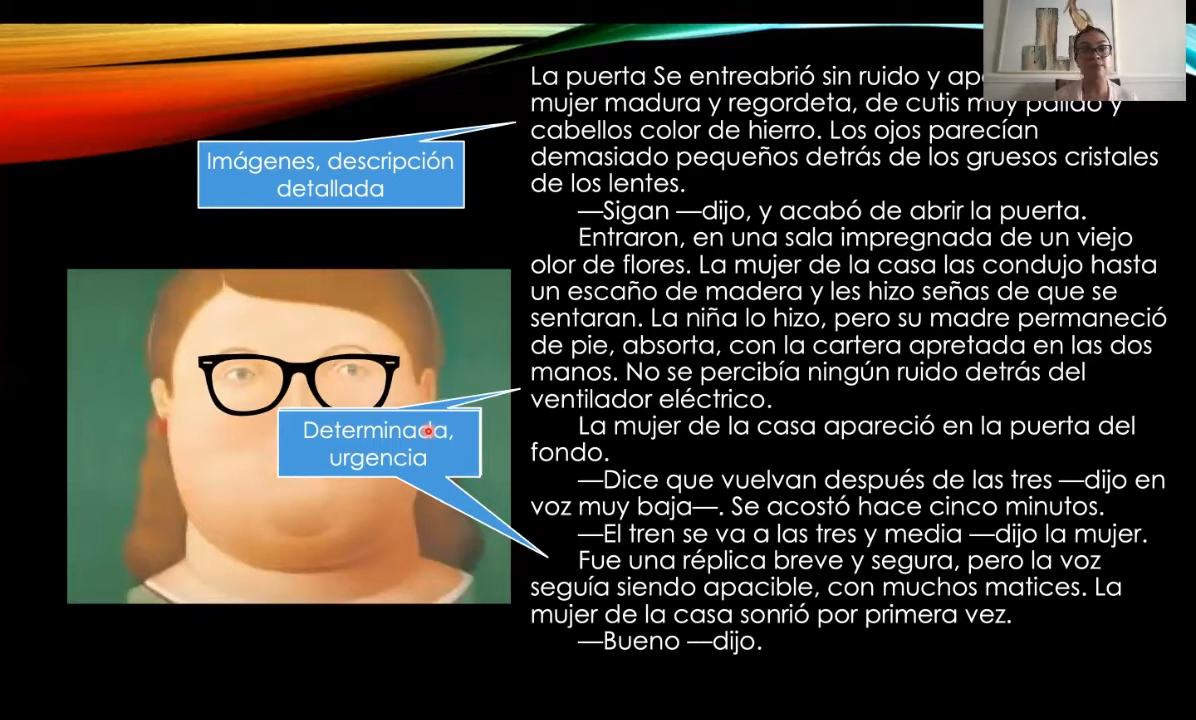 La puerta Se entreabrió sin ruido y
mujer madura y regordeta, de cutis muy pálido y
cabellos color de hierro. Los ojos parecían
demasiado pequeños detrás de los gruesos cristales
de los lentes.
—Sigan —dijo, y acabó de abrir la puerta.
Entraron, en una sala impregnada de un viejo
olor de flores. La mujer de la casa las condujo hasta
un escaño de madera y les hizo señas de que se
sentaran. La niña lo hizo, pero su madre permaneció
de pie, absorta, con la cartera apretada en las dos
manos. No se percibía ningún ruido detrás del
ventilador eléctrico.
La mujer de la casa apareció en la puerta del
fondo.
—Dice que vuelvan después de las tres —dijo en
voz muy baja—. Se acostó hace cinco minutos.
—El tren se va a las tres y media —dijo la mujer.
Fue una réplica breve y segura, pero la voz
seguía siendo apacible, con muchos matices. La
mujer de la casa sonrió por primera vez.
—Bueno —dijo.
Imágenes, descripción
detallada
Determinada,
urgencia